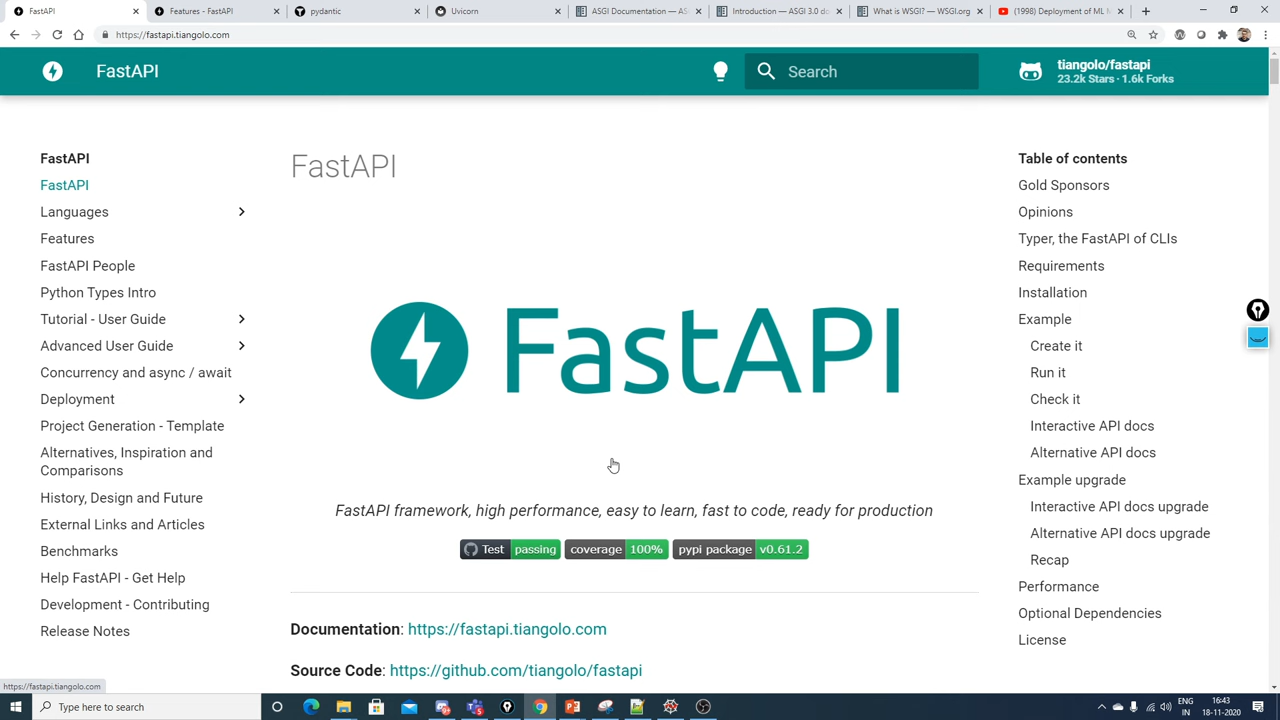 FastAPI
Features - FastAPI
pydantic
Uvicorn
ASGI Documentation — AS
Introduction — ASGI 3.0 do
What is WSGI? — WSGI.org
(1998) Deployment of ML M
https://fastapi.tiangolo.com
FastAPI
Search
tiangolo/fastapi
23.2k Stars · 1.6k Forks
FastAPI
FastAPI
Languages
Features
FastAPI People
Python Types Intro
Tutorial - User Guide
Advanced User Guide
Concurrency and async / await
Deployment
Project Generation - Template
Alternatives, Inspiration and
Comparisons
History, Design and Future
External Links and Articles
Benchmarks
Help FastAPI - Get Help
Development - Contributing
Release Notes
FastAPI
FastAPI
FastAPI framework, high performance, easy to learn, fast to code, ready for production
Test passing coverage 100% pypi package v0.61.2
Documentation: https://fastapi.tiangolo.com
Source Code: https://github.com/tiangolo/fastapi
Table of contents
Gold Sponsors
Opinions
Typer, the FastAPI of CLIs
Requirements
Installation
Example
Create it
Run it
Check it
Interactive API docs
Alternative API docs
Example upgrade
Interactive API docs upgrade
Alternative API docs upgrade
Recap
Performance
Optional Dependencies
License
https://fastapi.tiangolo.com
Type here to search
ENG
IN
16:43
18-11-2020